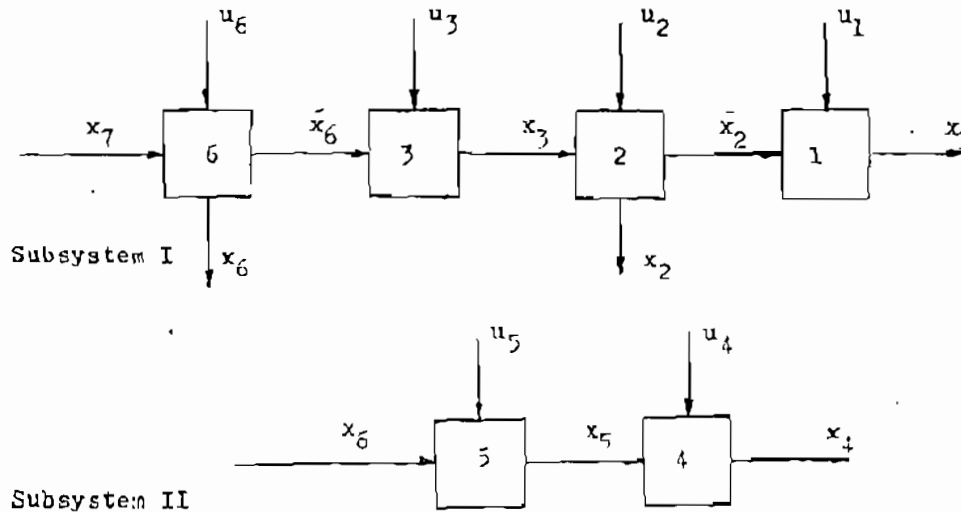 u6 u3 u2 u1
x7 6 x̄6 3 x3 2 x̄2 1 x
Subsystem I
x6 x2
u5 u4
x6 5 x5 4 x4
Subsystem II